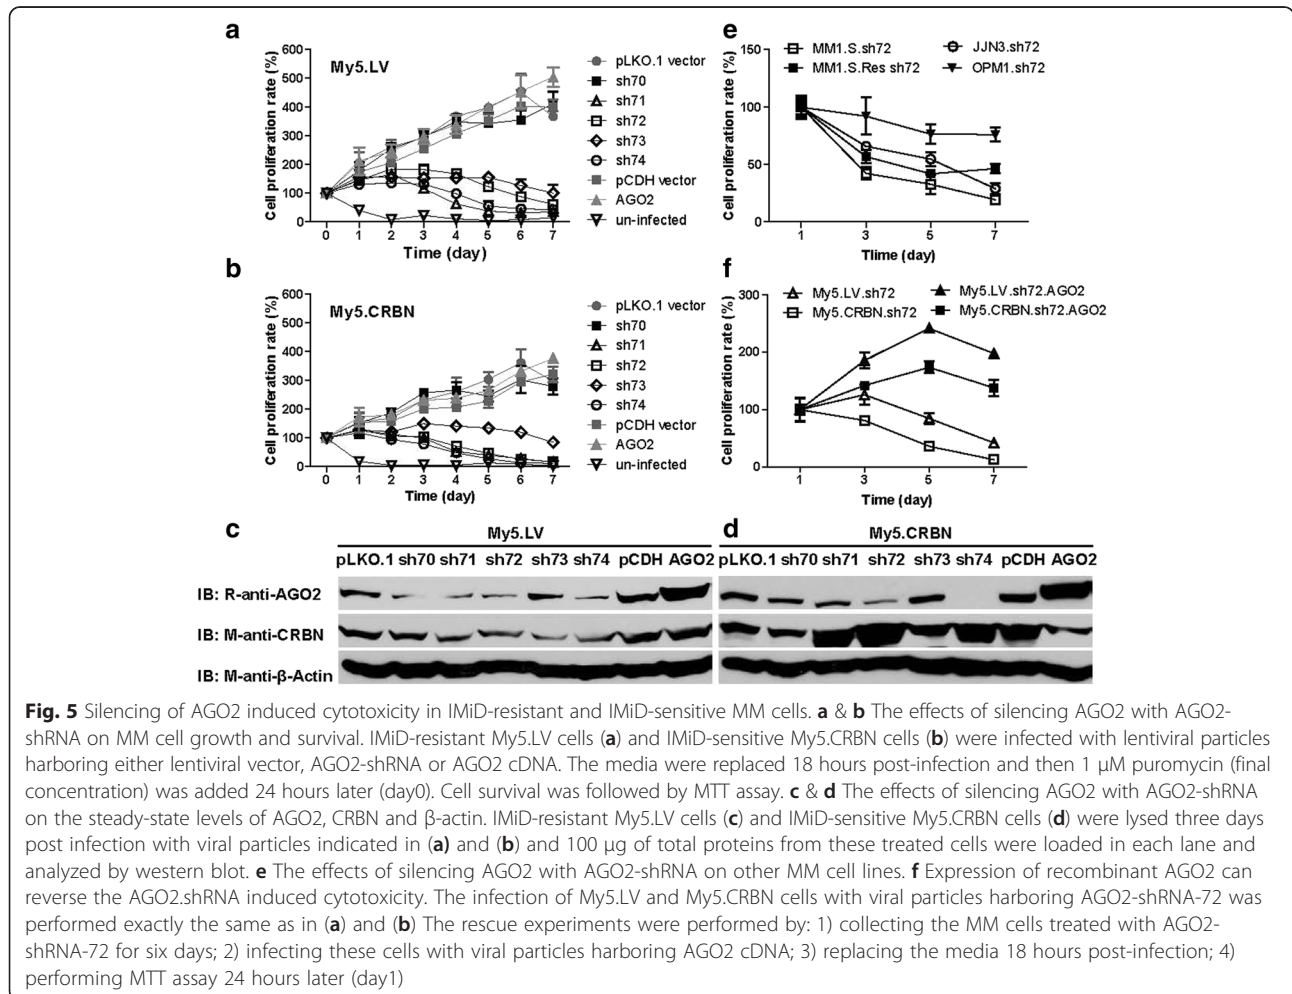 a
My5.LV
Cell proliferation rate (%)
600
500
400
300
200
100
0
0 1 2 3 4 5 6 7
Time (day)
pLKO.1 vector
sh70
sh71
sh72
sh73
sh74
pCDH vector
AGO2
un-infected
e
Cell proliferation rate (%)
150
100
50
0
1 3 5 7
Tlime (day)
MM1.S.sh72
MM1.S.Res sh72
JJN3.sh72
OPM1.sh72
b
My5.CRBN
Cell proliferation rate (%)
600
500
400
300
200
100
0
0 1 2 3 4 5 6 7
Time (day)
pLKO.1 vector
sh70
sh71
sh72
sh73
sh74
pCDH vector
AGO2
un-infected
f
Cell proliferation rate (%)
300
200
100
0
1 3 5 7
Time (day)
My5.LV.sh72
My5.CRBN.sh72
My5.LV.sh72.AGO2
My5.CRBN.sh72.AGO2
c My5.LV
pLKO.1 sh70 sh71 sh72 sh73 sh74 pCDH AGO2
d My5.CRBN
pLKO.1 sh70 sh71 sh72 sh73 sh74 pCDH AGO2
IB: R-anti-AGO2
IB: M-anti-CRBN
IB: M-anti-β-Actin
Fig. 5 Silencing of AGO2 induced cytotoxicity in IMiD-resistant and IMiD-sensitive MM cells. a & b The effects of silencing AGO2 with AGO2-
shRNA on MM cell growth and survival. IMiD-resistant My5.LV cells (a) and IMiD-sensitive My5.CRBN cells (b) were infected with lentiviral particles
harboring either lentiviral vector, AGO2-shRNA or AGO2 cDNA. The media were replaced 18 hours post-infection and then 1 μM puromycin (final
concentration) was added 24 hours later (day0). Cell survival was followed by MTT assay. c & d The effects of silencing AGO2 with AGO2-shRNA
on the steady-state levels of AGO2, CRBN and β-actin. IMiD-resistant My5.LV cells (c) and IMiD-sensitive My5.CRBN cells (d) were lysed three days
post infection with viral particles indicated in (a) and (b) and 100 μg of total proteins from these treated cells were loaded in each lane and
analyzed by western blot. e The effects of silencing AGO2 with AGO2-shRNA on other MM cell lines. f Expression of recombinant AGO2 can
reverse the AGO2.shRNA induced cytotoxicity. The infection of My5.LV and My5.CRBN cells with viral particles harboring AGO2-shRNA-72 was
performed exactly the same as in (a) and (b) The rescue experiments were performed by: 1) collecting the MM cells treated with AGO2-
shRNA-72 for six days; 2) infecting these cells with viral particles harboring AGO2 cDNA; 3) replacing the media 18 hours post-infection; 4)
performing MTT assay 24 hours later (day1)